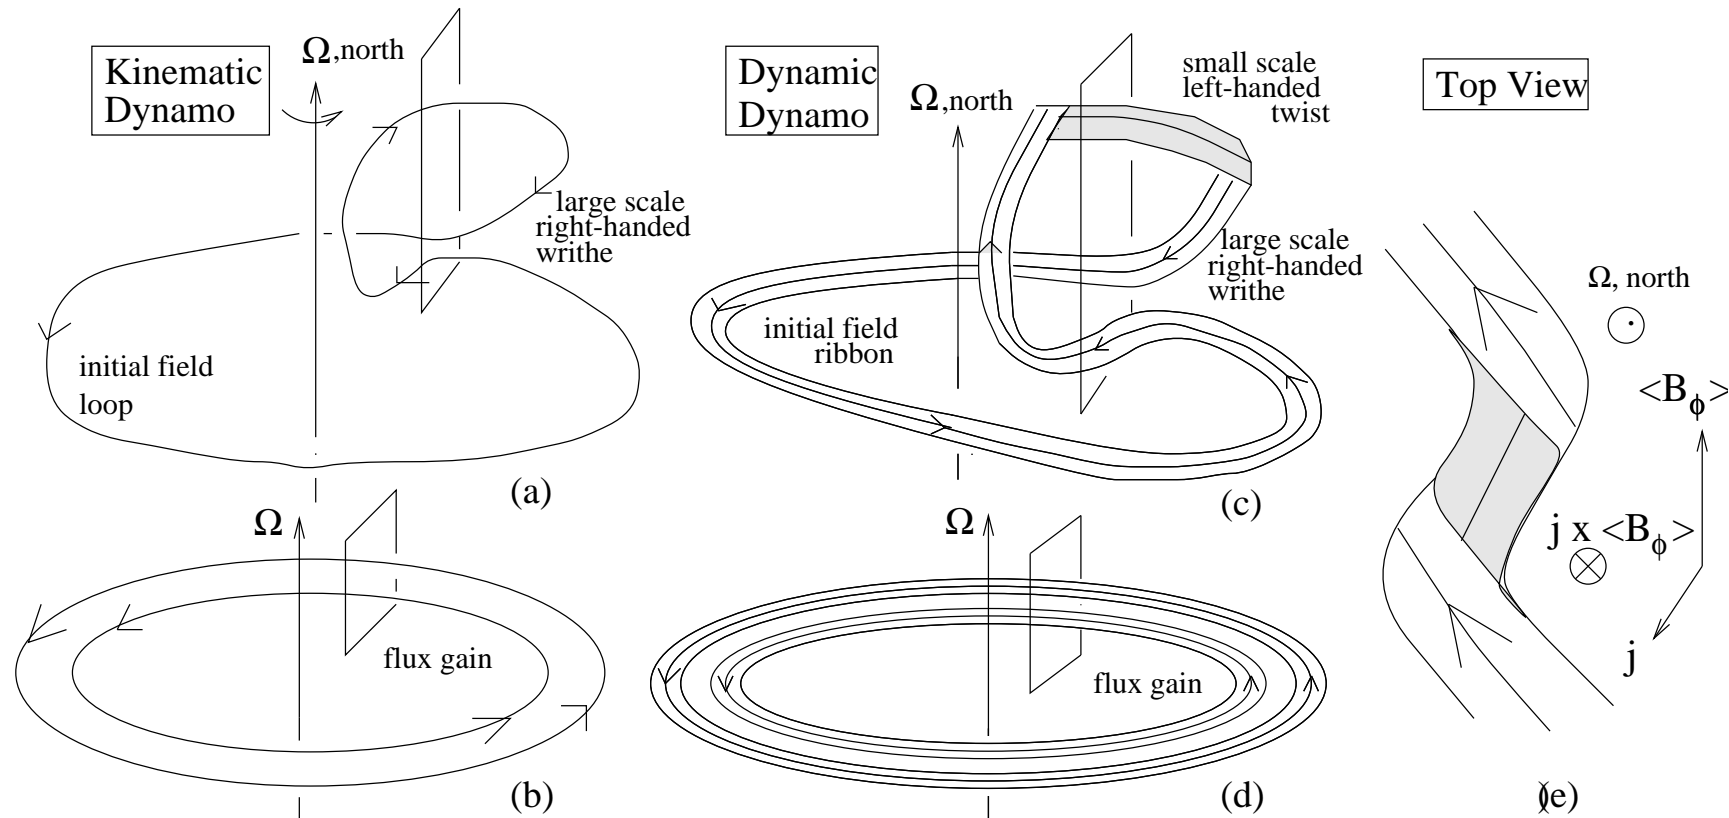 Kinematic
Dynamo
Ω,north
large scale
right-handed
writhe
initial field
loop
(a)
Ω
flux gain
(b)
Dynamic
Dynamo
Ω,north
small scale
left-handed
twist
large scale
right-handed
writhe
initial field
ribbon
(c)
Ω
flux gain
(d)
Top View
Ω, north
<B_ϕ>
j x <B_ϕ>
j
(e)